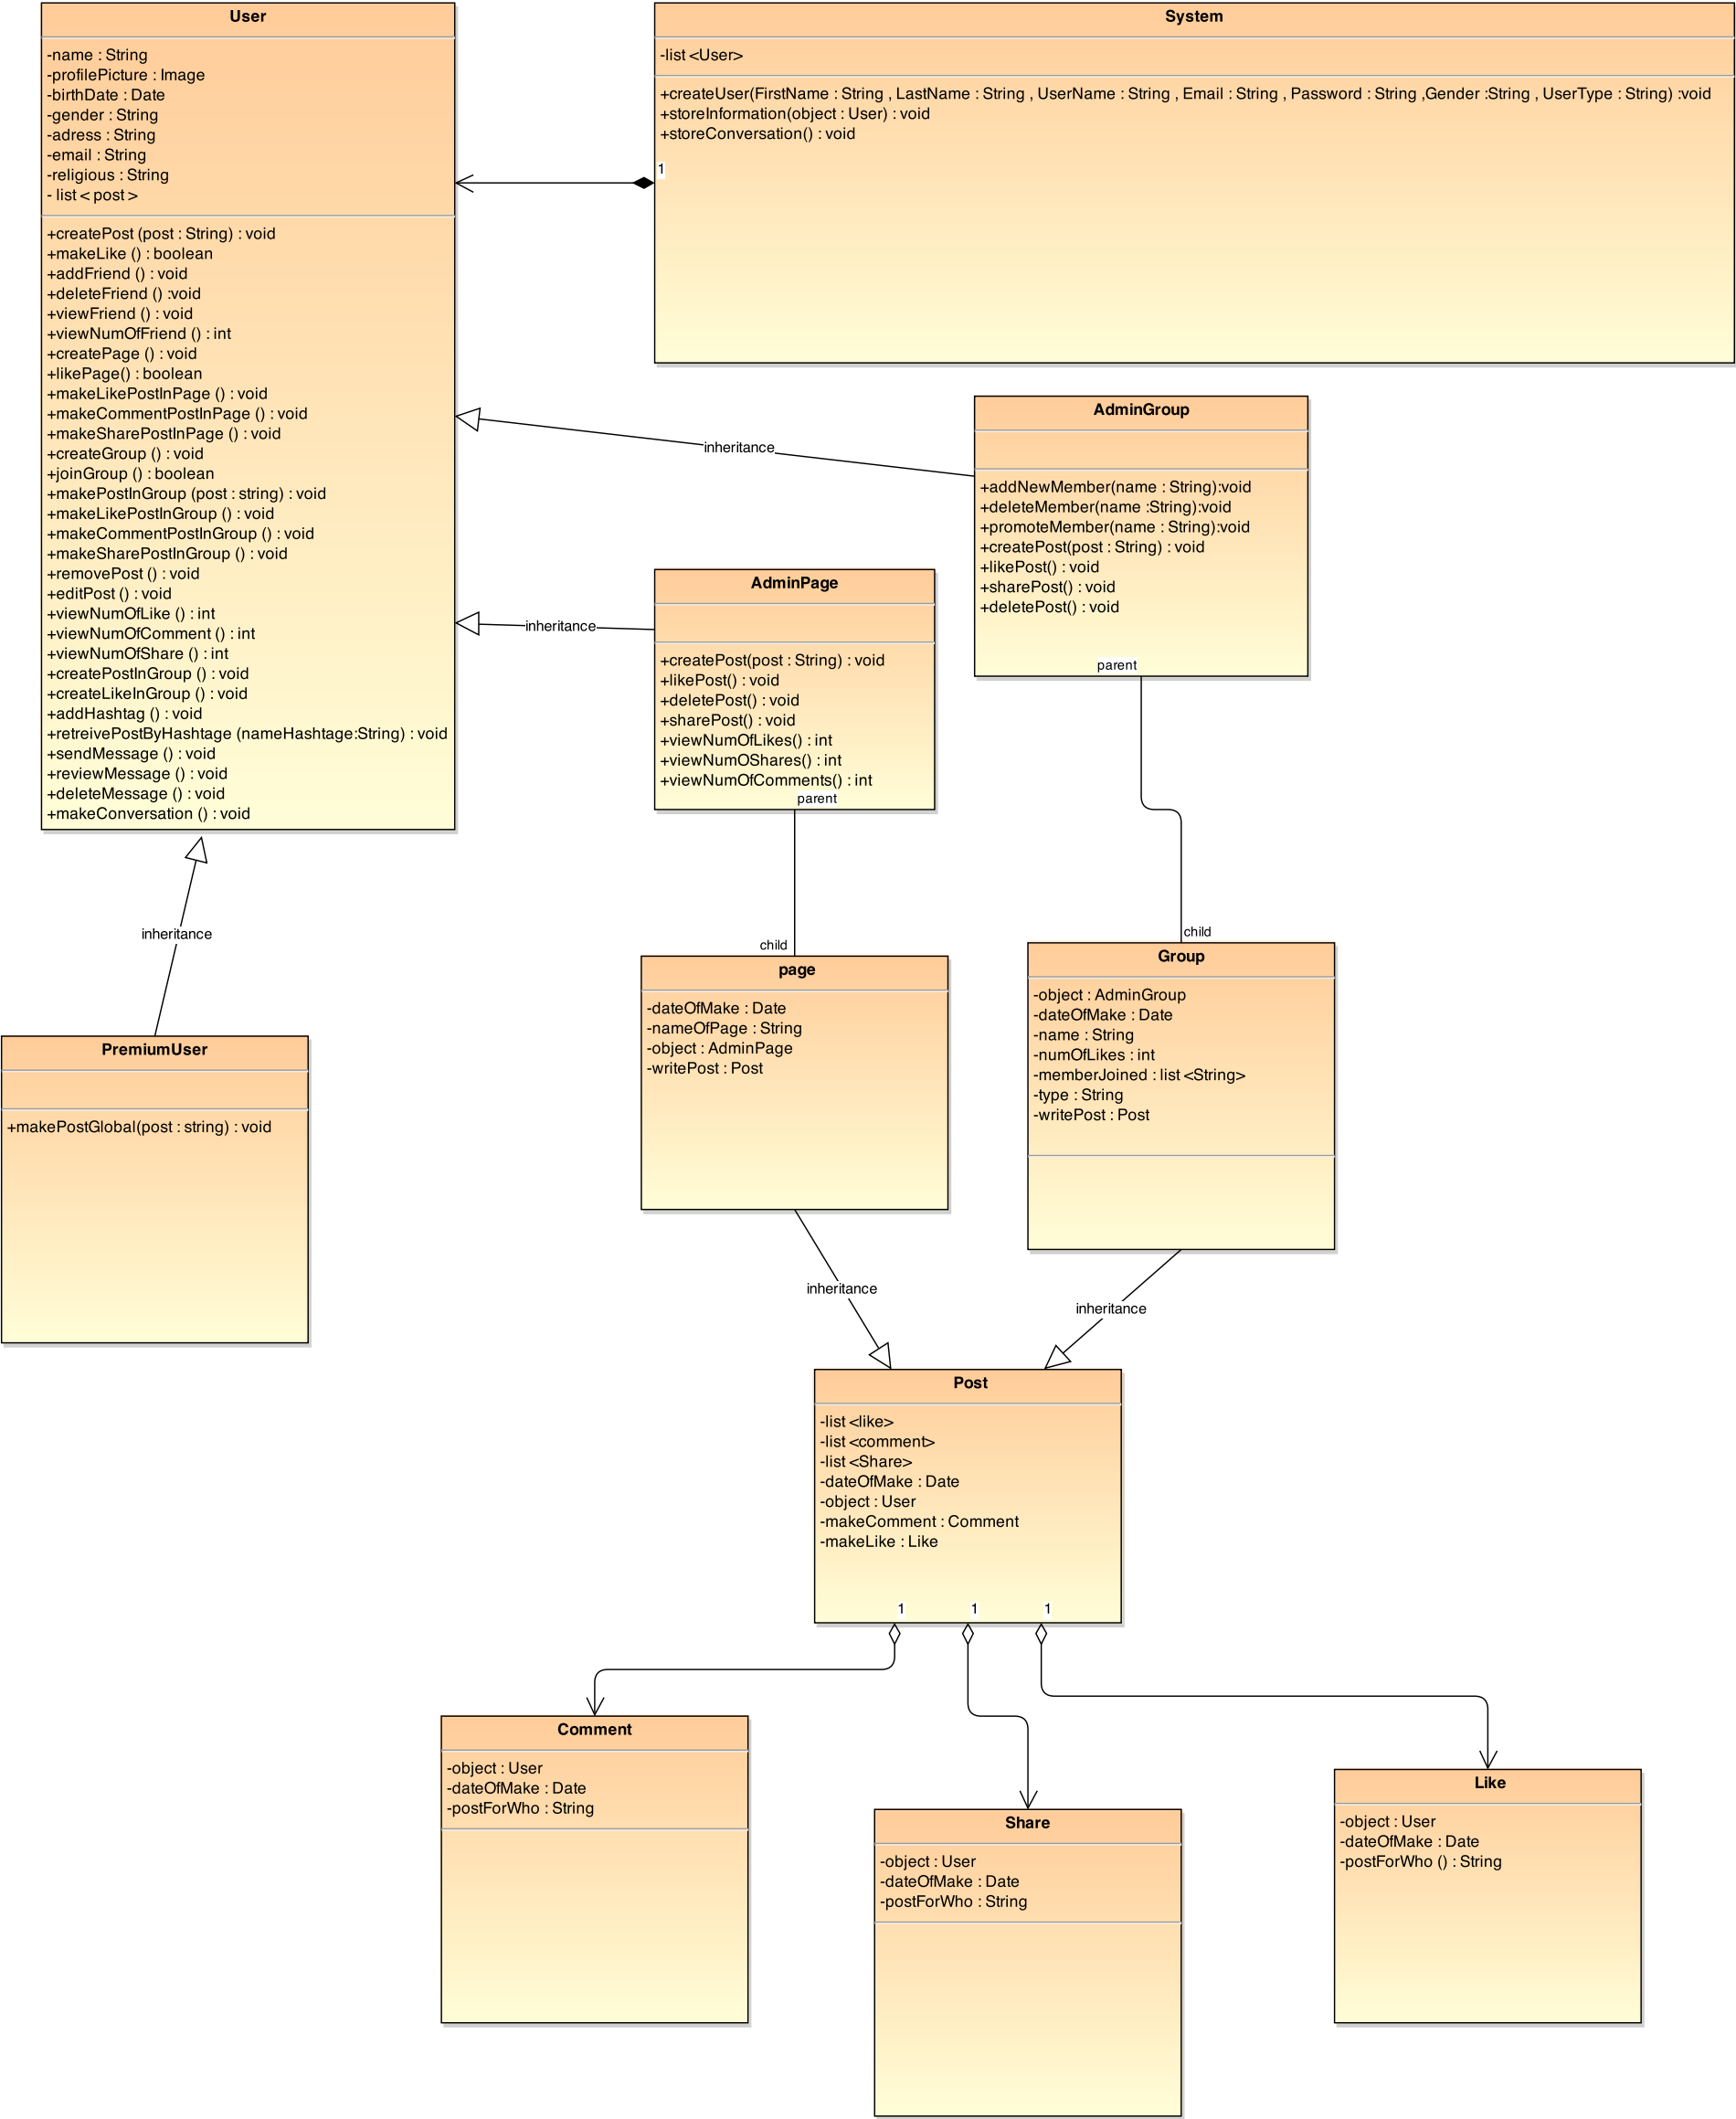 User
-name : String
-profilePicture : Image
-birthDate : Date
-gender : String
-adress : String
-email : String
-religious : String
- list < post >
+createPost (post : String) : void
+makeLike () : boolean
+addFriend () : void
+deleteFriend () :void
+viewFriend () : void
+viewNumOfFriend () : int
+createPage () : void
+likePage() : boolean
+makeLikePostInPage () : void
+makeCommentPostInPage () : void
+makeSharePostInPage () : void
+createGroup () : void
+joinGroup () : boolean
+makePostInGroup (post : string) : void
+makeLikePostInGroup () : void
+makeCommentPostInGroup () : void
+makeSharePostInGroup () : void
+removePost () : void
+editPost () : void
+viewNumOfLike () : int
+viewNumOfComment () : int
+viewNumOfShare () : int
+createPostInGroup () : void
+createLikeInGroup () : void
+addHashtag () : void
+retreivePostByHashtage (nameHashtage:String) : void
+sendMessage () : void
+reviewMessage () : void
+deleteMessage () : void
+makeConversation () : void
System
-list <User>
+createUser(FirstName : String , LastName : String , UserName : String , Email : String , Password : String ,Gender :String , UserType : String) :void
+storeInformation(object : User) : void
+storeConversation() : void
1
inheritance
AdminGroup
+addNewMember(name : String):void
+deleteMember(name :String):void
+promoteMember(name : String):void
+createPost(post : String) : void
+likePost() : void
+sharePost() : void
+deletePost() : void
parent
inheritance
AdminPage
+createPost(post : String) : void
+likePost() : void
+deletePost() : void
+sharePost() : void
+viewNumOfLikes() : int
+viewNumOShares() : int
+viewNumOfComments() : int
parent
inheritance
PremiumUser
+makePostGlobal(post : string) : void
child
page
-dateOfMake : Date
-nameOfPage : String
-object : AdminPage
-writePost : Post
child
Group
-object : AdminGroup
-dateOfMake : Date
-name : String
-numOfLikes : int
-memberJoined : list <String>
-type : String
-writePost : Post
inheritance
inheritance
Post
-list <like>
-list <comment>
-list <Share>
-dateOfMake : Date
-object : User
-makeComment : Comment
-makeLike : Like
1
1
1
Comment
-object : User
-dateOfMake : Date
-postForWho : String
Share
-object : User
-dateOfMake : Date
-postForWho : String
Like
-object : User
-dateOfMake : Date
-postForWho () : String